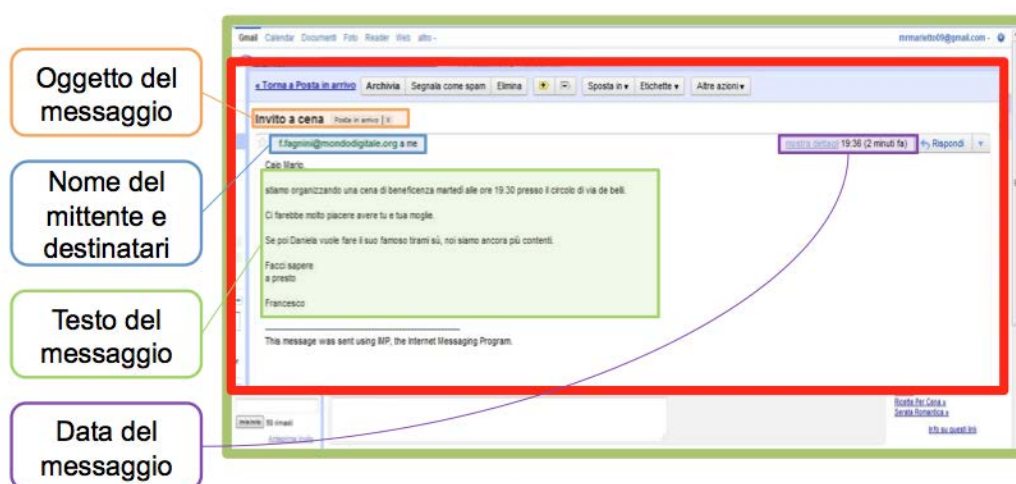 Gmail Calendar Documenti Foto Reader Web altro
mrmarietto09@gmail.com
Oggetto del
messaggio
« Torna a Posta in arrivo Archivia Segnala come spam Elimina Sposta in Etichette Altre azioni
Invito a cena Posta in arrivo X
f.fagnini@mondodigitale.org a me
mostra dettagli 19:36 (2 minuti fa) Rispondi
Nome del
mittente e
destinatari
Caio Mario,
stiamo organizzando una cena di beneficenza martedì alle ore 19.30 presso il circolo di via de belli.
Ci farebbe molto piacere avere tu e tua moglie.
Se poi Daniela vuole fare il suo famoso tirami sù, noi siamo ancora più contenti.
Facci sapere
a presto
Francesco
Testo del
messaggio
This message was sent using IMP, the Internet Messaging Program.
Data del
messaggio
50 rimasti
Anteprima invito
Ricette Per Cena »
Serata Romantica »
Info su questi link